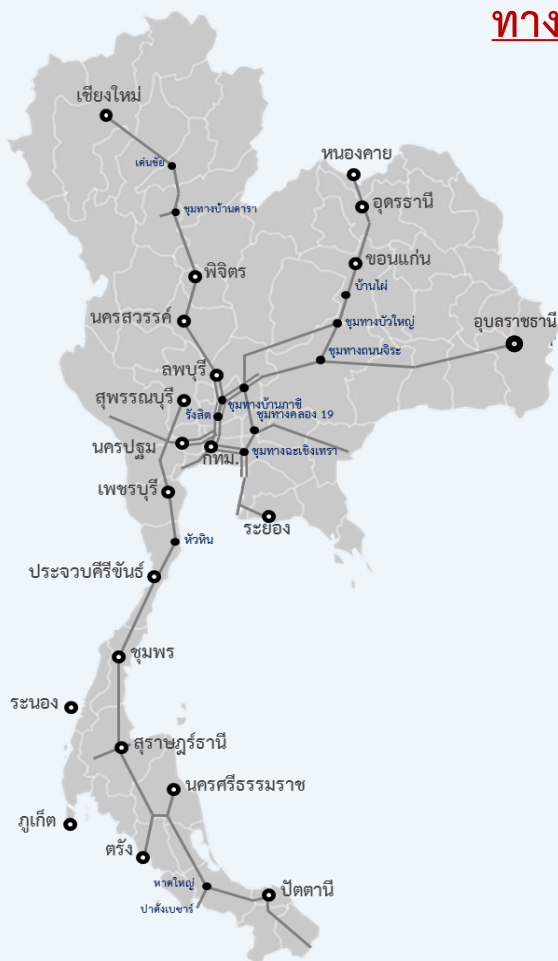 ทาง
เชียงใหม่
เด่นชัย
หนองคาย
อุดรธานี
ชุมทางบ้านดารา
ขอนแก่น
พิจิตร
บ้านไผ่
นครสวรรค์
ชุมทางบัวใหญ่
อุบลราชธานี
ชุมทางถนนจิระ
ลพบุรี
สุพรรณบุรี
ชุมทางบ้านภาชี
รังสิต
ชุมทางคลอง 19
นครปฐม
กทม.
ชุมทางฉะเชิงเทรา
เพชรบุรี
ระยอง
หัวหิน
ประจวบคีรีขันธ์
ชุมพร
ระนอง
สุราษฎร์ธานี
นครศรีธรรมราช
ภูเก็ต
ตรัง
หาดใหญ่
ปัตตานี
ปาดังเบซาร์